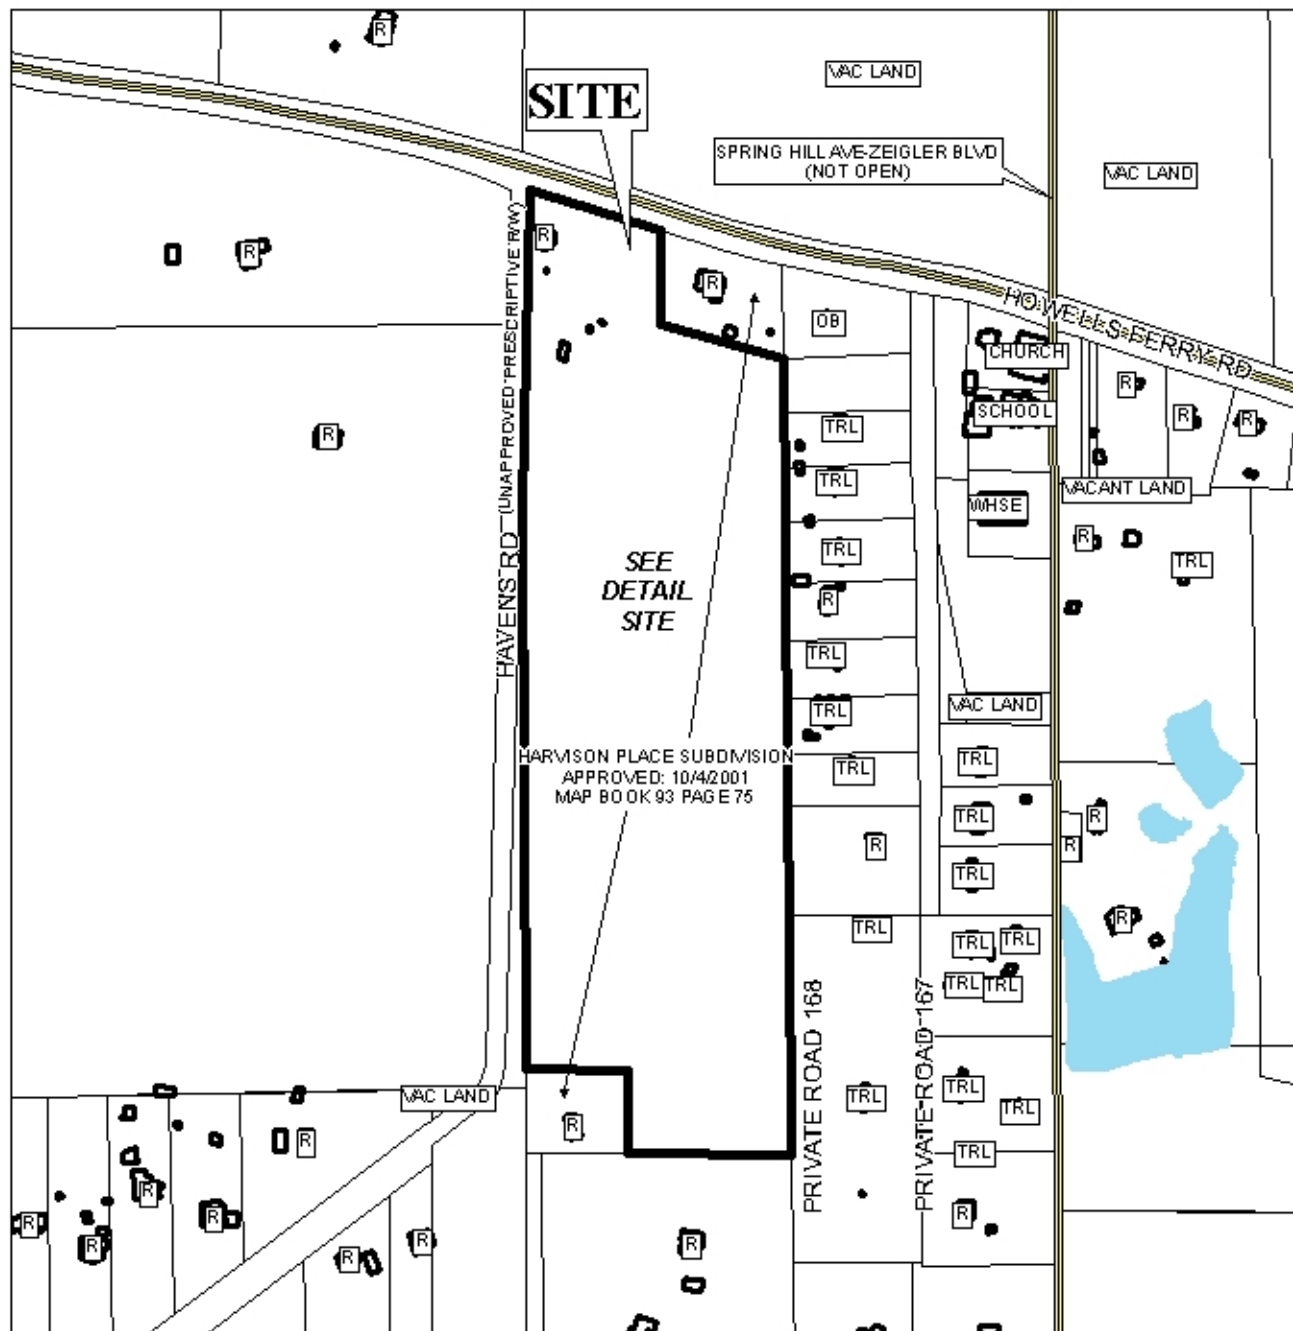 R
VAC LAND
SITE
SPRING HILL AVE-ZEIGLER BLVD
(NOT OPEN)
VAC LAND
HAVENS RD (UNAPPROVED PRESCRIPTIVE R/W)
R
R
R
HOWELLS FERRY RD
OB
CHURCH
R
SCHOOL
R
R
R
TRL
TRL
VACANT LAND
WHSE
R
TRL
TRL
SEE
DETAIL
SITE
R
TRL
VAC LAND
TRL
HARVISON PLACE SUBDIVISION
APPROVED: 10/4/2001
MAP BOOK 93 PAGE 75
TRL
TRL
TRL
R
R
R
TRL
R
TRL
TRL
TRL
TRL
TRL
PRIVATE ROAD 168
PRIVATE ROAD 167
VAC LAND
TRL
TRL
TRL
R
R
TRL
R
R
R
R
R
R
R
R